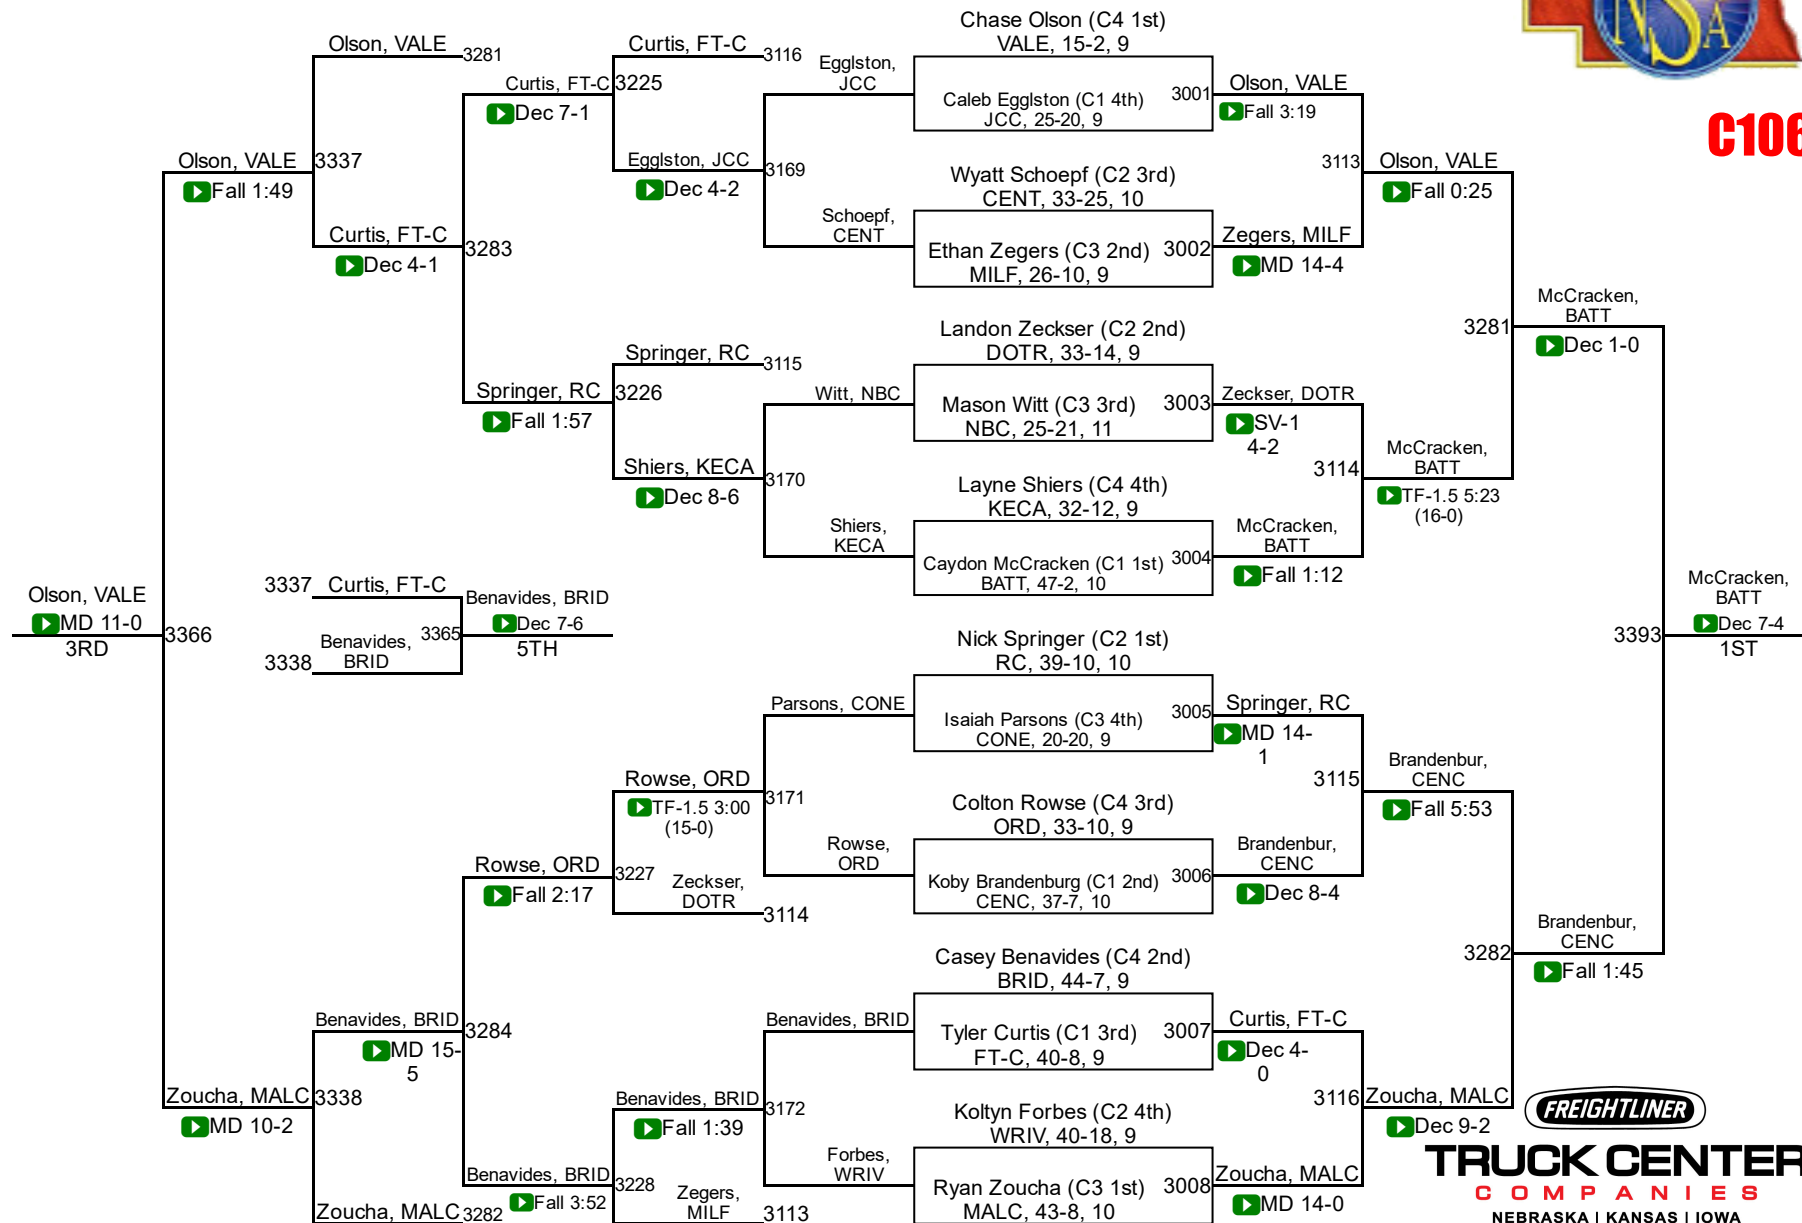 NSA
C106
Chase Olson (C4 1st)
VALE, 15-2, 9
Olson, VALE
3281
Curtis, FT-C
3116
Egglston,
JCC
Caleb Egglston (C1 4th)
JCC, 25-20, 9
3001
Olson, VALE
Fall 3:19
Curtis, FT-C
3225
Dec 7-1
Olson, VALE
3337
Fall 1:49
Egglston, JCC
3169
Dec 4-2
Wyatt Schoepf (C2 3rd)
CENT, 33-25, 10
3113
Olson, VALE
Fall 0:25
Schoepf,
CENT
Ethan Zegers (C3 2nd)
MILF, 26-10, 9
3002
Zegers, MILF
MD 14-4
Curtis, FT-C
3283
Dec 4-1
Landon Zeckser (C2 2nd)
DOTR, 33-14, 9
3281
McCracken,
BATT
Dec 1-0
Springer, RC
3115
Springer, RC
3226
Fall 1:57
Witt, NBC
Mason Witt (C3 3rd)
NBC, 25-21, 11
3003
Zeckser, DOTR
SV-1
4-2
Shiers, KECA
3170
Dec 8-6
Layne Shiers (C4 4th)
KECA, 32-12, 9
3114
McCracken,
BATT
TF-1.5 5:23
(16-0)
Shiers,
KECA
Caydon McCracken (C1 1st)
BATT, 47-2, 10
3004
McCracken,
BATT
Fall 1:12
Olson, VALE
MD 11-0
3RD
3366
3337
Curtis, FT-C
3338
Benavides,
BRID
3365
Benavides, BRID
Dec 7-6
5TH
Nick Springer (C2 1st)
RC, 39-10, 10
3393
McCracken,
BATT
Dec 7-4
1ST
Parsons, CONE
Isaiah Parsons (C3 4th)
CONE, 20-20, 9
3005
Springer, RC
MD 14-
1
Rowse, ORD
3171
TF-1.5 3:00
(15-0)
Colton Rowse (C4 3rd)
ORD, 33-10, 9
3115
Brandenbur,
CENC
Fall 5:53
Rowse,
ORD
Koby Brandenburg (C1 2nd)
CENC, 37-7, 10
3006
Brandenbur,
CENC
Dec 8-4
Rowse, ORD
3227
Fall 2:17
Zeckser,
DOTR
3114
Casey Benavides (C4 2nd)
BRID, 44-7, 9
3282
Brandenbur,
CENC
Fall 1:45
Benavides, BRID
3284
MD 15-
5
Benavides, BRID
Tyler Curtis (C1 3rd)
FT-C, 40-8, 9
3007
Curtis, FT-C
Dec 4-
0
Zoucha, MALC
3338
MD 10-2
Benavides, BRID
3172
Fall 1:39
Koltyn Forbes (C2 4th)
WRIV, 40-18, 9
3116
Zoucha, MALC
Dec 9-2
Benavides, BRID
3228
Fall 3:52
Forbes,
WRIV
Ryan Zoucha (C3 1st)
MALC, 43-8, 10
3008
Zoucha, MALC
MD 14-0
Zoucha, MALC
3282
Zegers,
MILF
3113
FREIGHTLINER
TRUCK CENTER
COMPANIES
NEBRASKA | KANSAS | IOWA